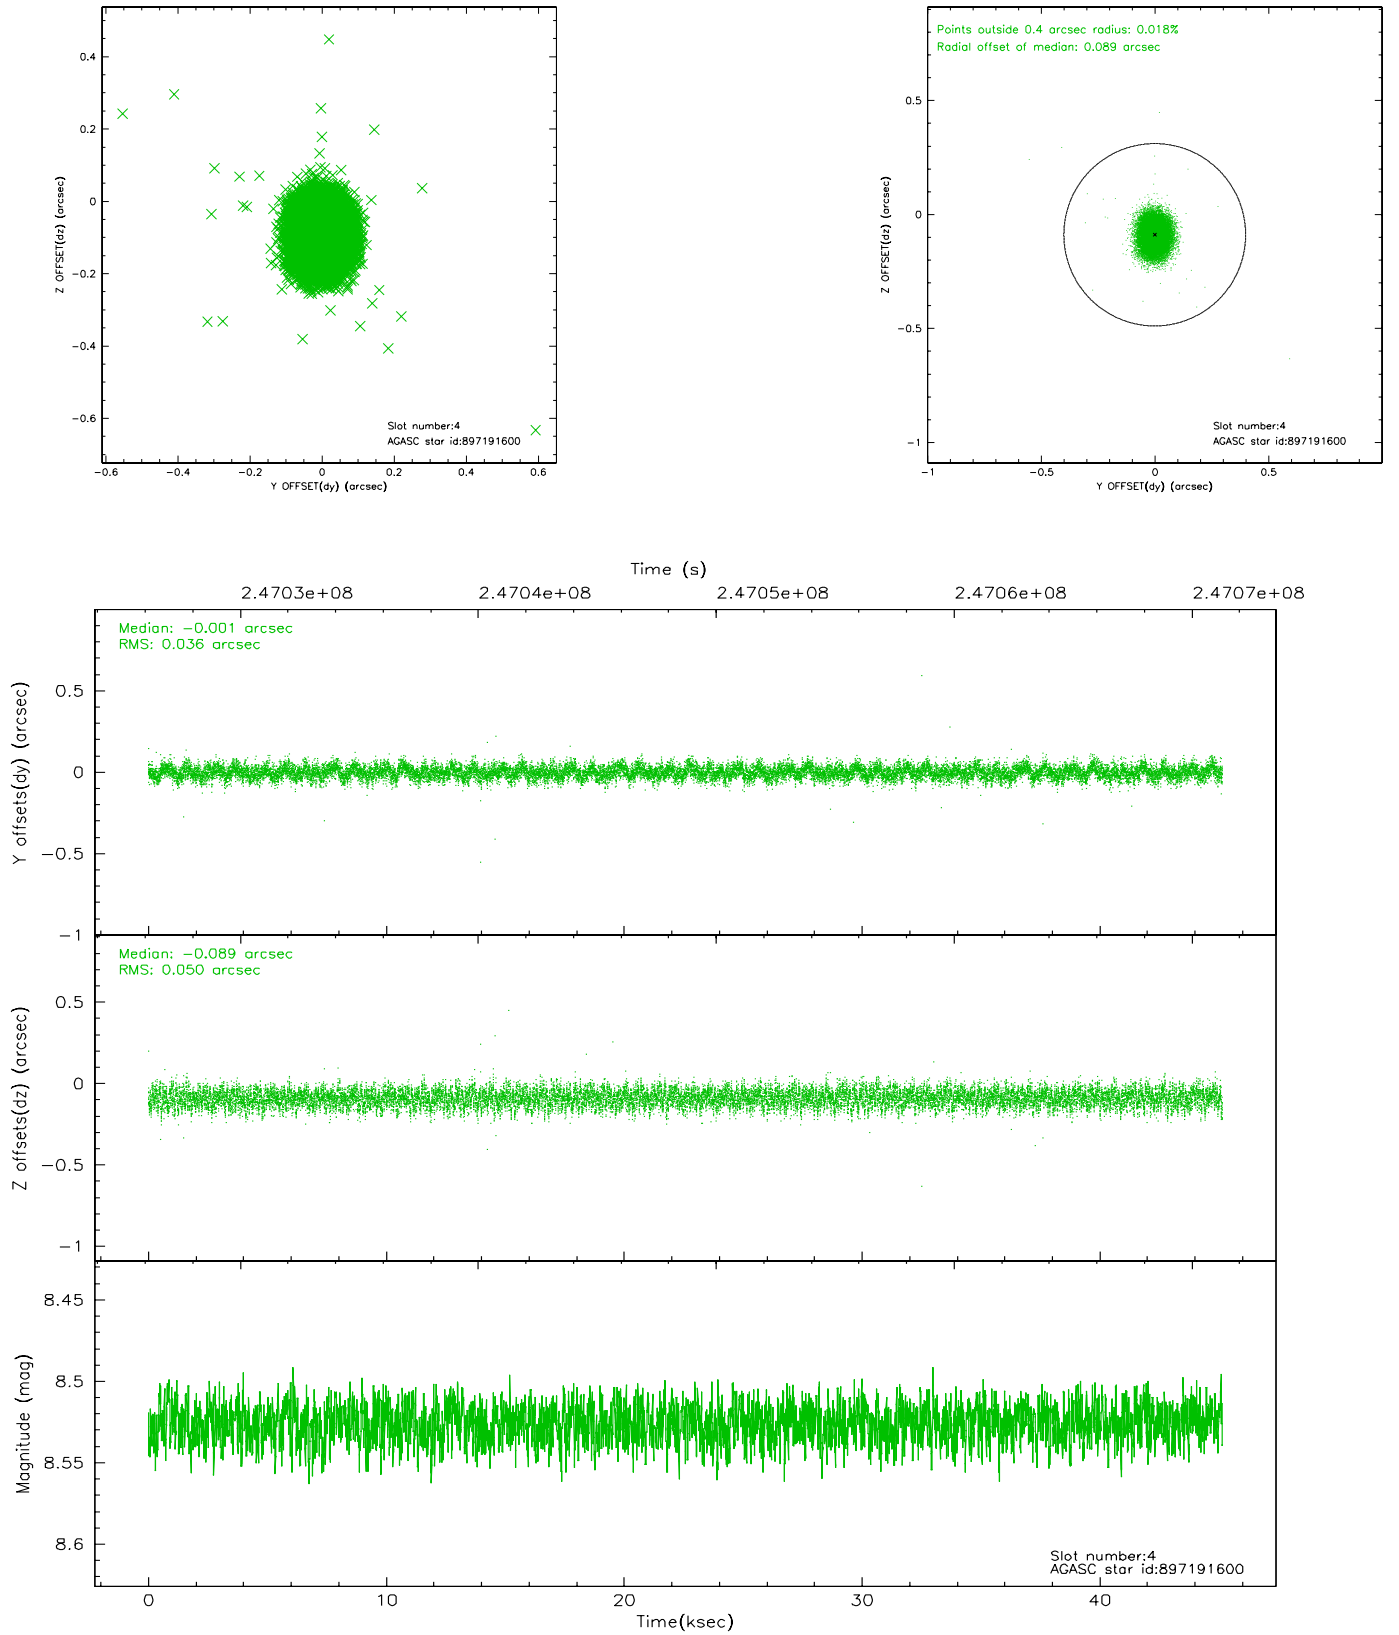 0.4
0.2
0
-0.2
-0.4
-0.6
Z OFFSET(dz) (arcsec)
Slot number:4
AGASC star id:897191600
-0.6 -0.4 -0.2 0 0.2 0.4 0.6
Y OFFSET(dy) (arcsec)
Points outside 0.4 arcsec radius: 0.018%
Radial offset of median: 0.089 arcsec
0.5
0
-0.5
-1
Z OFFSET(dz) (arcsec)
Slot number:4
AGASC star id:897191600
-1 -0.5 0 0.5
Y OFFSET(dy) (arcsec)
Time (s)
2.4703e+08 2.4704e+08 2.4705e+08 2.4706e+08 2.4707e+08
Median: -0.001 arcsec
RMS: 0.036 arcsec
0.5
0
-0.5
-1
Y offsets(dy) (arcsec)
Median: -0.089 arcsec
RMS: 0.050 arcsec
0.5
0
-0.5
-1
Z offsets(dz) (arcsec)
8.45
8.5
8.55
8.6
Magnitude (mag)
Slot number:4
AGASC star id:897191600
0 10 20 30 40
Time(ksec)